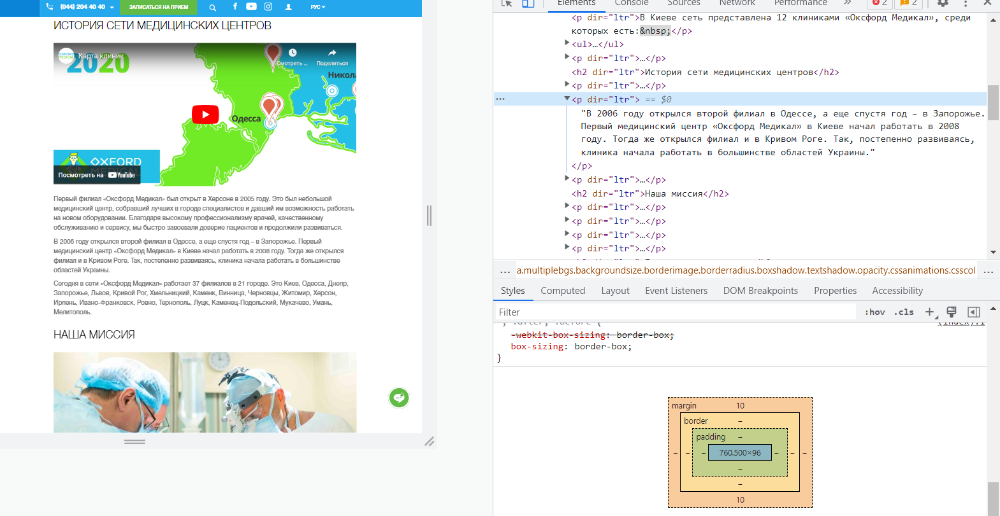 (044) 204 40 40
ЗАПИСАТЬСЯ НА ПРИЕМ
РУС
ИСТОРИЯ СЕТИ МЕДИЦИНСКИХ ЦЕНТРОВ
OXFORD MEDICAL
Карта клиник
2020
Смотреть ...
Поделиться
Никола
Одесса
OXFORD
MEDICAL
Посмотреть на YouTube
Первый филиал «Оксфорд Медикал» был открыт в Херсоне в 2005 году. Это был небольшой
медицинский центр, собравший лучших в городе специалистов и давший им возможность работать
на новом оборудовании. Благодаря высокому профессионализму врачей, качественному
обслуживанию и сервису, мы быстро завоевали доверие пациентов и продолжили развиваться.
В 2006 году открылся второй филиал в Одессе, а еще спустя год – в Запорожье. Первый
медицинский центр «Оксфорд Медикал» в Киеве начал работать в 2008 году. Тогда же открылся
филиал и в Кривом Роге. Так, постепенно развиваясь, клиника начала работать в большинстве
областей Украины.
Сегодня в сети «Оксфорд Медикал» работает 37 филиалов в 21 городе. Это Киев, Одесса, Днепр,
Запорожье, Львов, Кривой Рог, Хмельницкий, Каменк, Винница, Черновцы, Житомир, Херсон,
Ирпень, Ивано-Франковск, Ровно, Тернополь, Луцк, Каменец-Подольский, Мукачево, Умань,
Мелитополь.
НАША МИССИЯ
Elements Console Sources Network Performance » 2 2
<p dir="ltr">В Киеве сеть представлена 12 клиниками «Оксфорд Медикал», среди
которых есть:&nbsp;</p>
<ul>…</ul>
<p dir="ltr">…</p>
<h2 dir="ltr">История сети медицинских центров</h2>
<p dir="ltr">…</p>
<p dir="ltr"> == $0
"В 2006 году открылся второй филиал в Одессе, а еще спустя год – в Запорожье.
Первый медицинский центр «Оксфорд Медикал» в Киеве начал работать в 2008
году. Тогда же открылся филиал и в Кривом Роге. Так, постепенно развиваясь,
клиника начала работать в большинстве областей Украины."
</p>
<p dir="ltr">…</p>
<h2 dir="ltr">Наша миссия</h2>
<p dir="ltr">…</p>
<p dir="ltr">…</p>
<p dir="ltr">…</p>
<p dir="ltr">…</p>
... a.multiplebgs.backgroundsize.borderimage.borderradius.boxshadow.textshadow.opacity.cssanimations.csscol ...
Styles Computed Layout Event Listeners DOM Breakpoints Properties Accessibility
Filter :hov .cls
*, :after, :before { (index):1
-webkit-box-sizing: border-box;
box-sizing: border-box;
}
margin 10
border –
padding –
– – – 760.500×96 – – –
–
–
10